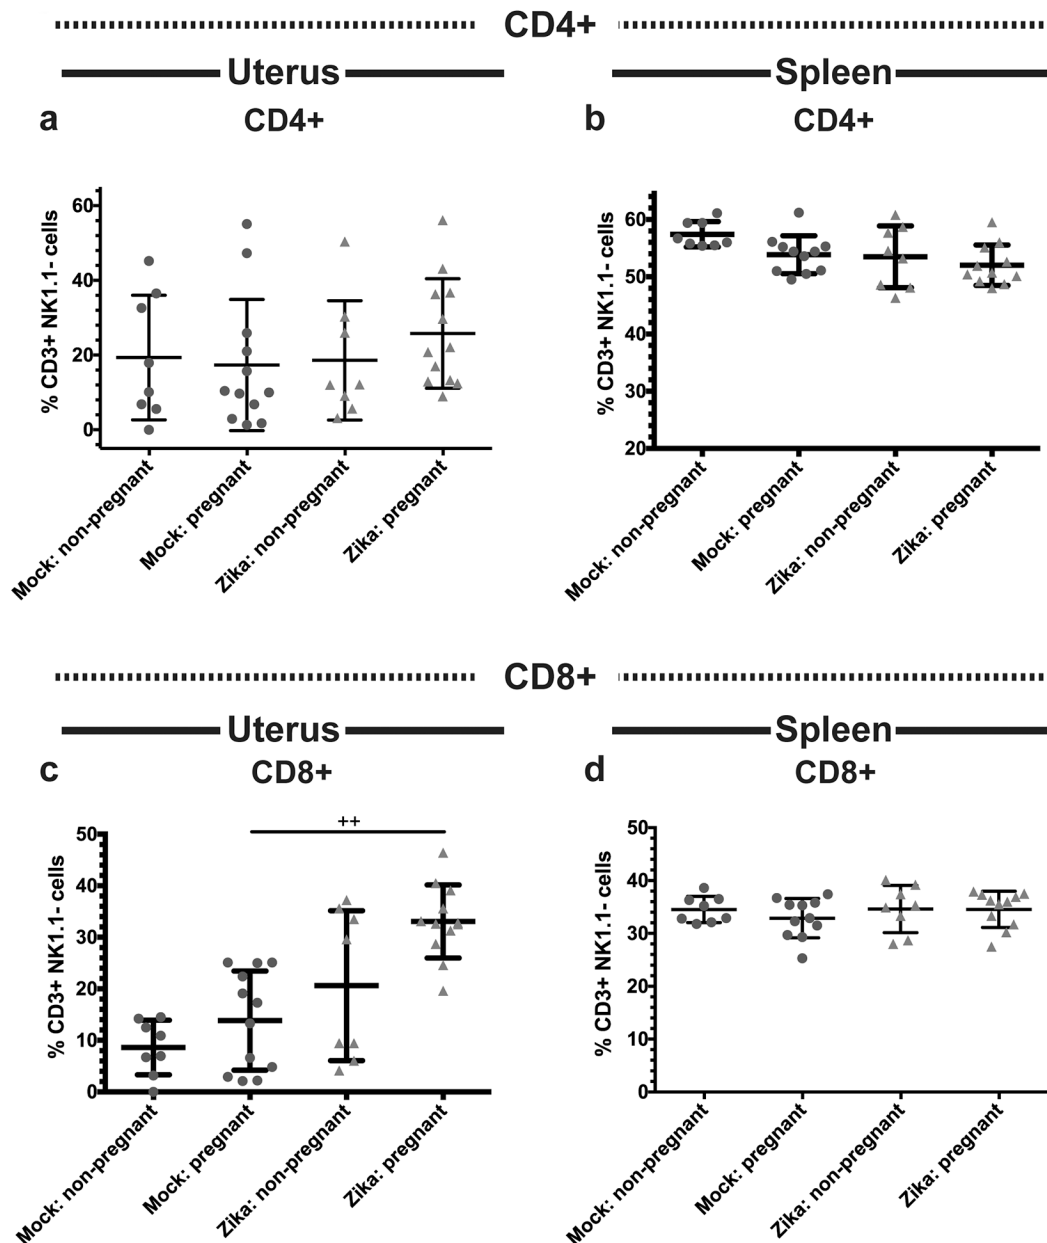 CD4+
Uterus
Spleen
a
CD4+
b
CD4+
% CD3+ NK1.1- cells
60
40
20
0
Mock: non-pregnant
Mock: pregnant
Zika: non-pregnant
Zika: pregnant
% CD3+ NK1.1- cells
60
50
40
30
20
Mock: non-pregnant
Mock: pregnant
Zika: non-pregnant
Zika: pregnant
CD8+
Uterus
Spleen
c
CD8+
d
CD8+
% CD3+ NK1.1- cells
50
40
30
20
10
0
++
Mock: non-pregnant
Mock: pregnant
Zika: non-pregnant
Zika: pregnant
% CD3+ NK1.1- cells
50
40
30
20
10
0
Mock: non-pregnant
Mock: pregnant
Zika: non-pregnant
Zika: pregnant